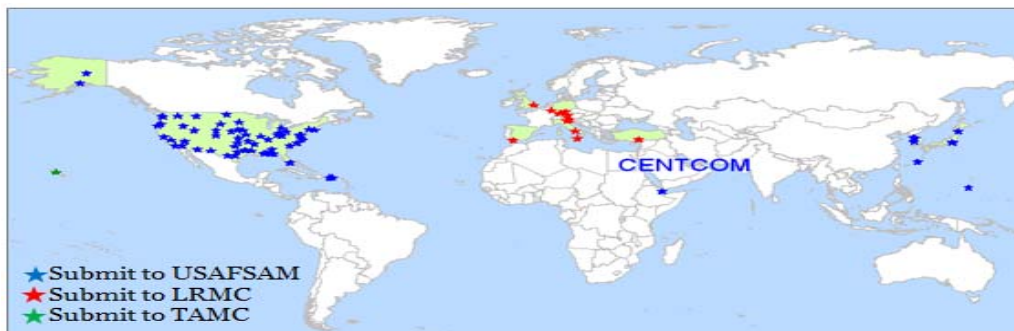 CENTCOM
Submit to USAFSAM
Submit to LRMC
Submit to TAMC